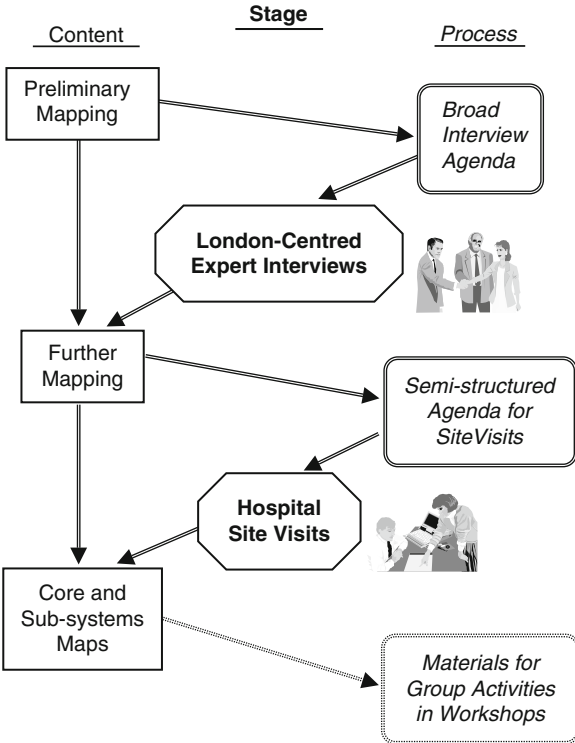 Stage
Content
Process
Preliminary
Mapping
Broad
Interview
Agenda
London-Centred
Expert Interviews
Further
Mapping
Semi-structured
Agenda for
SiteVisits
Hospital
Site Visits
Core and
Sub-systems
Maps
Materials for
Group Activities
in Workshops